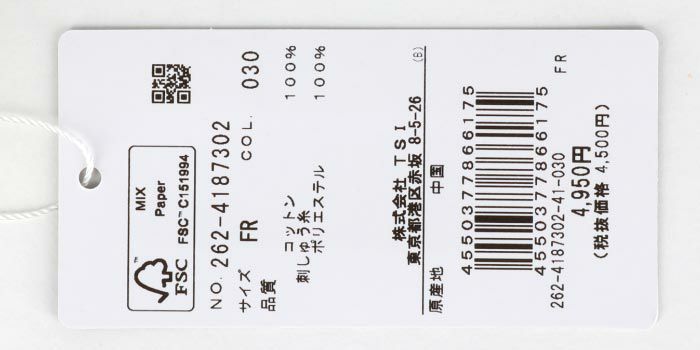 MIX
Paper
FSC™ C151994
FSC™
NO. 262-4187302
サイズ FR COL. 030
品質
コットン 100%
刺しゅう糸
ポリエステル 100%
株式会社 TSI
東京都港区赤坂 8-5-26 (B)
原産地 中国
4550377866175
4550377866175
262-4187302-41-030 FR
4,950円
(税抜価格 4,500円)